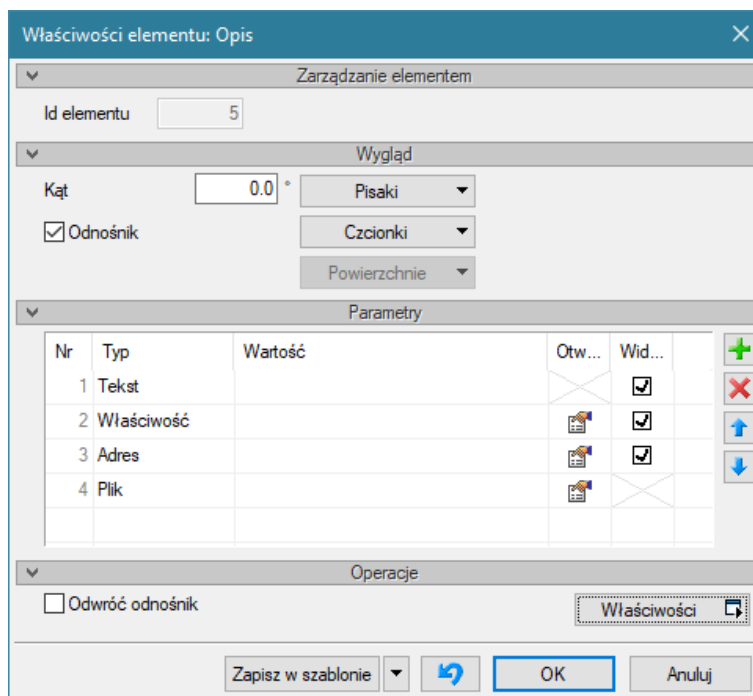 Właściwości elementu: Opis
Zarządzanie elementem
Id elementu 5
Wygląd
Kąt 0.0 ° Pisaki
Odnośnik Czcionki
Powierzchnie
Parametry
Nr Typ Wartość Otw... Wid...
1 Tekst
2 Właściwość
3 Adres
4 Plik
Operacje
Odwróć odnośnik Właściwości
Zapisz w szablonie OK Anuluj